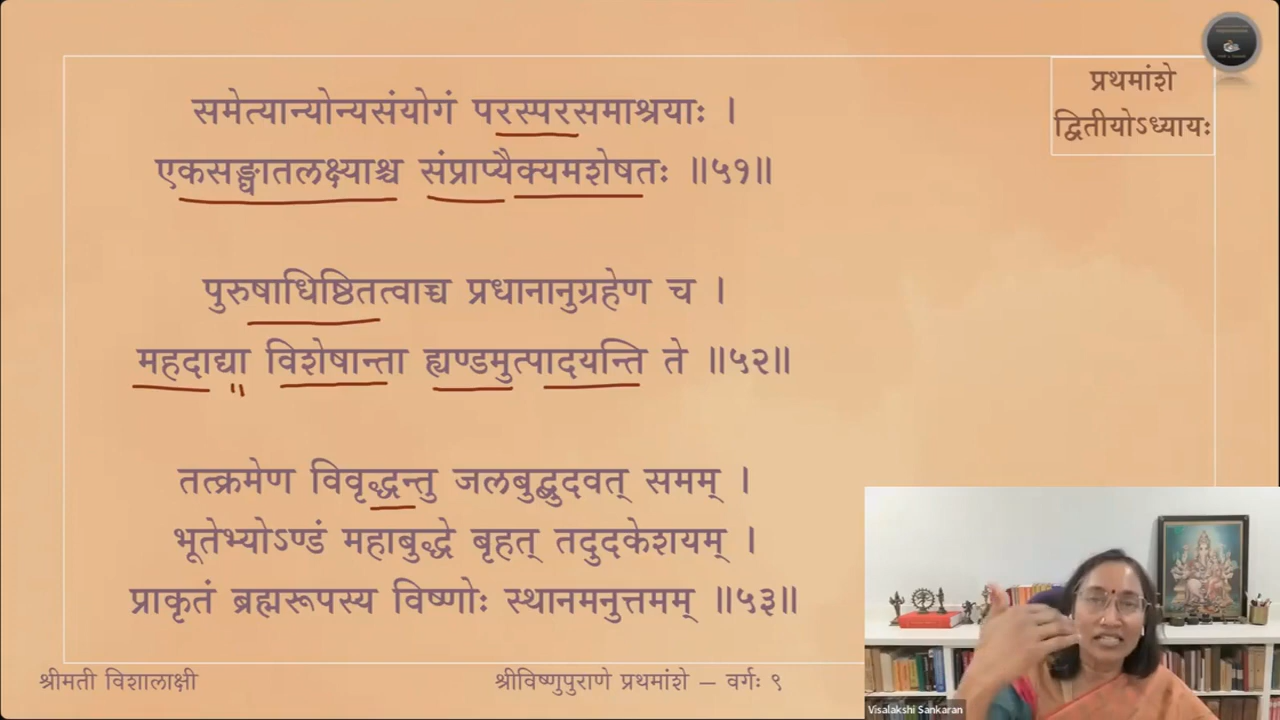 समेत्यान्योन्यसंयोगं परस्परसमाश्रयाः ।
एकसङ्घातलक्ष्याश्च संप्राप्यैक्यमशेषतः ॥५१॥
पुरुषाधिष्ठितत्वाच्च प्रधानानुग्रहेण च ।
महदाद्या विशेषान्ता ह्यण्डमुत्पादयन्ति ते ॥५२॥
तत्क्रमेण विवृद्धन्तु जलबुद्बुदवत् समम् ।
भूतेभ्योऽण्डं महाबुद्धे बृहत् तदुदकेशयम् ।
प्राकृतं ब्रह्मरूपस्य विष्णोः स्थानमनुत्तमम् ॥५३॥
प्रथमांशे
द्वितीयोऽध्यायः
श्रीमती विशालाक्षी
श्रीविष्णुपुराणे प्रथमांशे – वर्गः ९
Visalakshi Sankaran